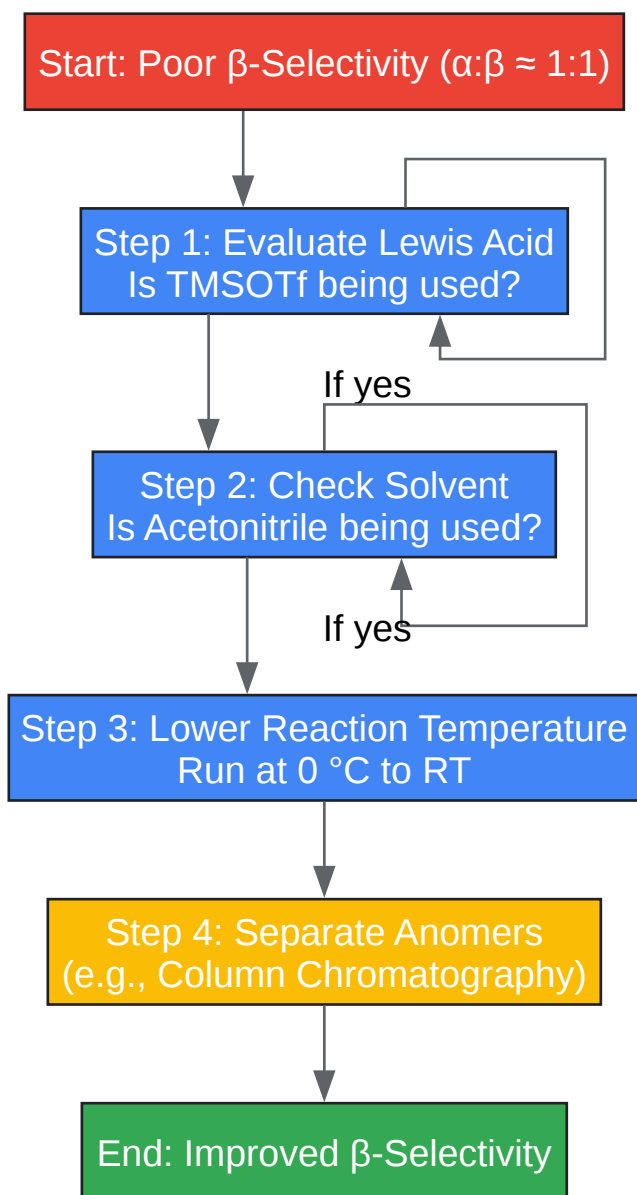 Start: Poor β-Selectivity (α:β ≈ 1:1)
Step 1: Evaluate Lewis Acid
Is TMSOTf being used?
If yes
Step 2: Check Solvent
Is Acetonitrile being used?
If yes
Step 3: Lower Reaction Temperature
Run at 0 °C to RT
Step 4: Separate Anomers
(e.g., Column Chromatography)
End: Improved β-Selectivity